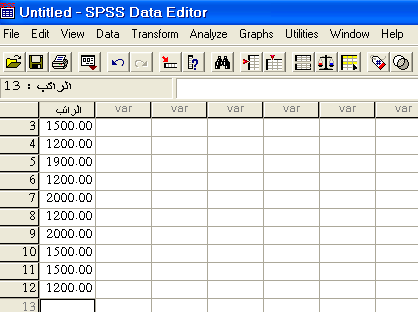 Untitled - SPSS Data Editor
File Edit View Data Transform Analyze Graphs Utilities Window Help
13 : الراتب
الراتب var var var var var var
3 1500.00
4 1200.00
5 1900.00
6 1200.00
7 2000.00
8 1200.00
9 2000.00
10 1500.00
11 1500.00
12 1200.00
13